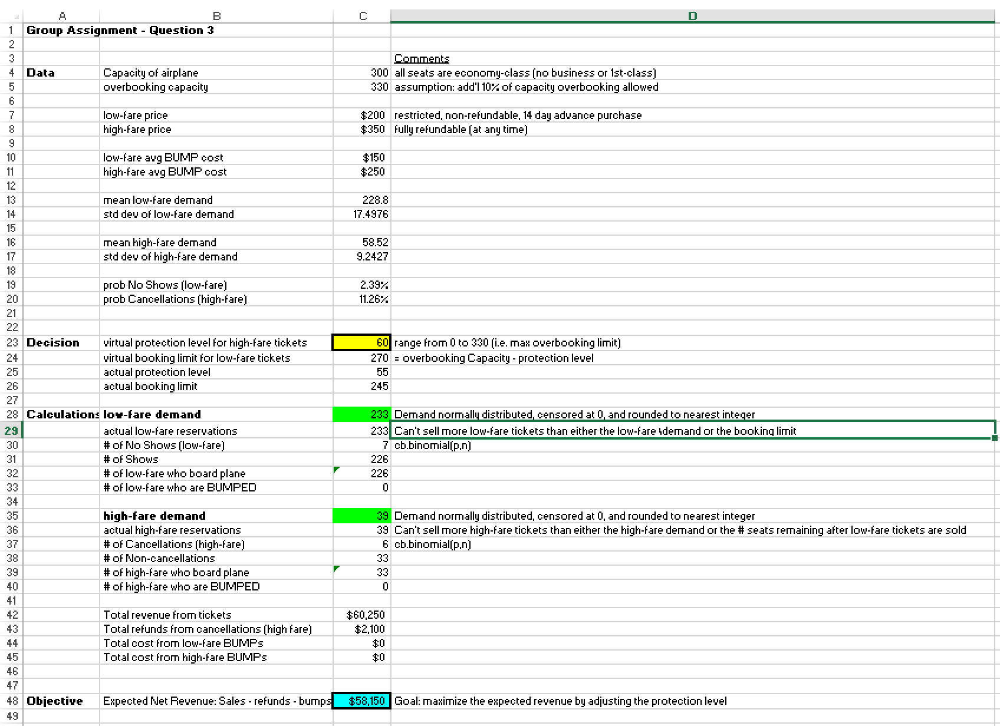 A B C D
1 Group Assignment - Question 3
2
3 Comments
4 Data Capacity of airplane 300 all seats are economy-class (no business or 1st-class)
5 overbooking capacity 330 assumption: add'l 10% of capacity overbooking allowed
6
7 low-fare price $200 restricted, non-refundable, 14 day advance purchase
8 high-fare price $350 fully refundable (at any time)
9
10 low-fare avg BUMP cost $150
11 high-fare avg BUMP cost $250
12
13 mean low-fare demand 228.8
14 std dev of low-fare demand 17.4976
15
16 mean high-fare demand 58.52
17 std dev of high-fare demand 9.2427
18
19 prob No Shows (low-fare) 2.39%
20 prob Cancellations (high-fare) 11.26%
21
22
23 Decision virtual protection level for high-fare tickets 60 range from 0 to 330 (i.e. max overbooking limit)
24 virtual booking limit for low-fare tickets 270 = overbooking Capacity - protection level
25 actual protection level 55
26 actual booking limit 245
27
28 Calculations low-fare demand 233 Demand normally distributed, censored at 0, and rounded to nearest integer
29 actual low-fare reservations 233 Can't sell more low-fare tickets than either the low-fare \demand or the booking limit
30 # of No Shows (low-fare) 7 cb.binomial(p,n)
31 # of Shows 226
32 # of low-fare who board plane 226
33 # of low-fare who are BUMPED 0
34
35 high-fare demand 39 Demand normally distributed, censored at 0, and rounded to nearest integer
36 actual high-fare reservations 39 Can't sell more high-fare tickets than either the high-fare demand or the # seats remaining after low-fare tickets are sold
37 # of Cancellations (high-fare) 6 cb.binomial(p,n)
38 # of Non-cancellations 33
39 # of high-fare who board plane 33
40 # of high-fare who are BUMPED 0
41
42 Total revenue from tickets $60,250
43 Total refunds from cancellations (high fare) $2,100
44 Total cost from low-fare BUMPs $0
45 Total cost from high-fare BUMPs $0
46
47
48 Objective Expected Net Revenue: Sales - refunds - bumps $58,150 Goal: maximize the expected revenue by adjusting the protection level
49